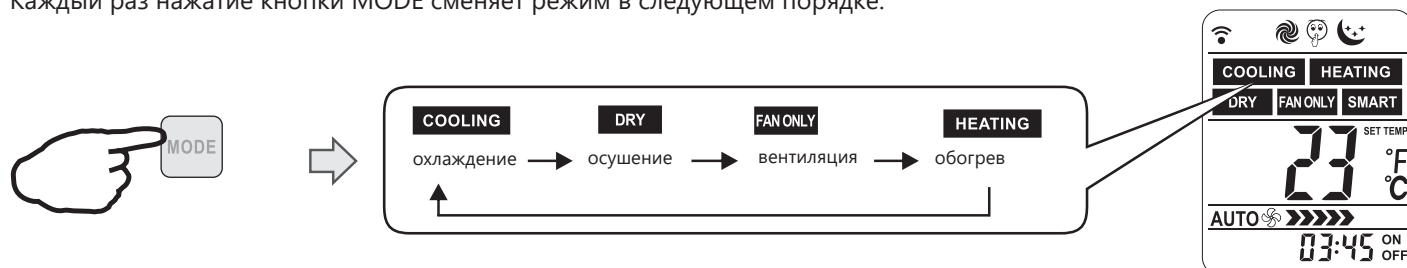 Каждый раз нажатие кнопки MODE сменяет режим в следующем порядке.
MODE
COOLING DRY FAN ONLY HEATING
охлаждение осушение вентиляция обогрев
COOLING HEATING
DRY FAN ONLY SMART
SET TEMP
23 °F
°C
AUTO
03:45 ON
OFF